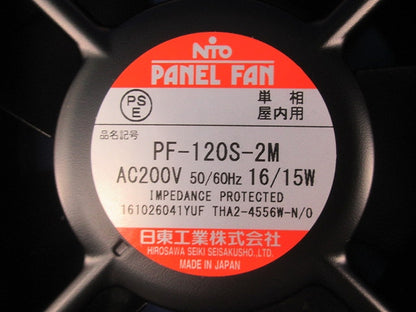 NITO
PANEL FAN
PS
E
単相
屋内用
品名記号
PF-120S-2M
AC200V 50/60Hz 16/15W
IMPEDANCE PROTECTED
161026041YUF THA2-4556W-N/0
日東工業株式会社
HIROSAWA SEIKI SEISAKUSHO.,LTD.
MADE IN JAPAN